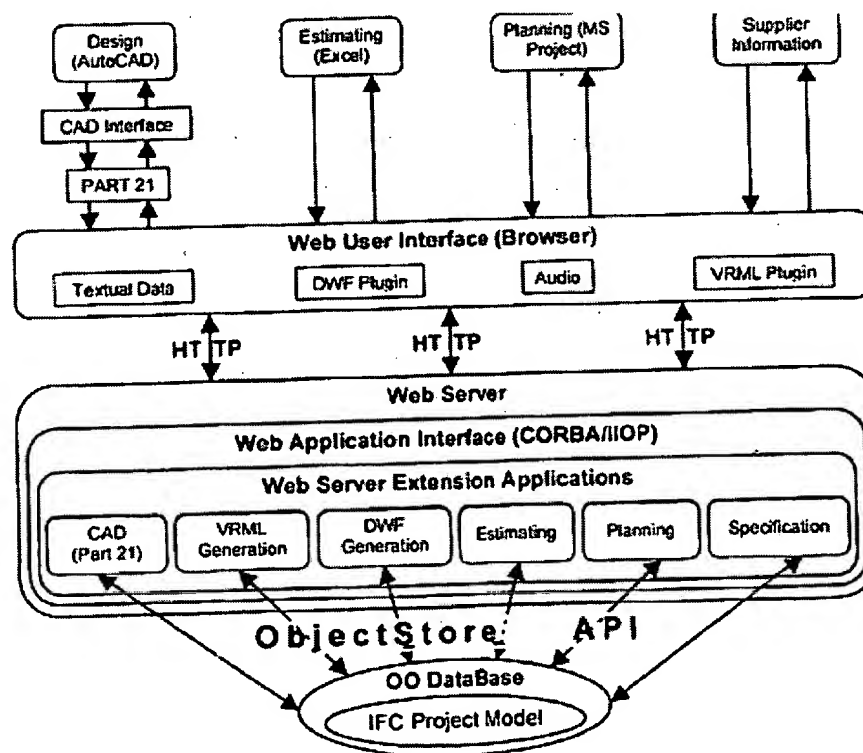 Design
(AutoCAD)
Estimating
(Excel)
Planning (MS
Project)
Supplier
Information
CAD Interface
PART 21
Web User Interface (Browser)
Textual Data
DWF Plugin
Audio
VRML Plugin
HT TP
HT TP
HT TP
Web Server
Web Application Interface (CORBA/IIOP)
Web Server Extension Applications
CAD
(Part 21)
VRML
Generation
DWF
Generation
Estimating
Planning
Specification
ObjectStore API
OO DataBase
IFC Project Model